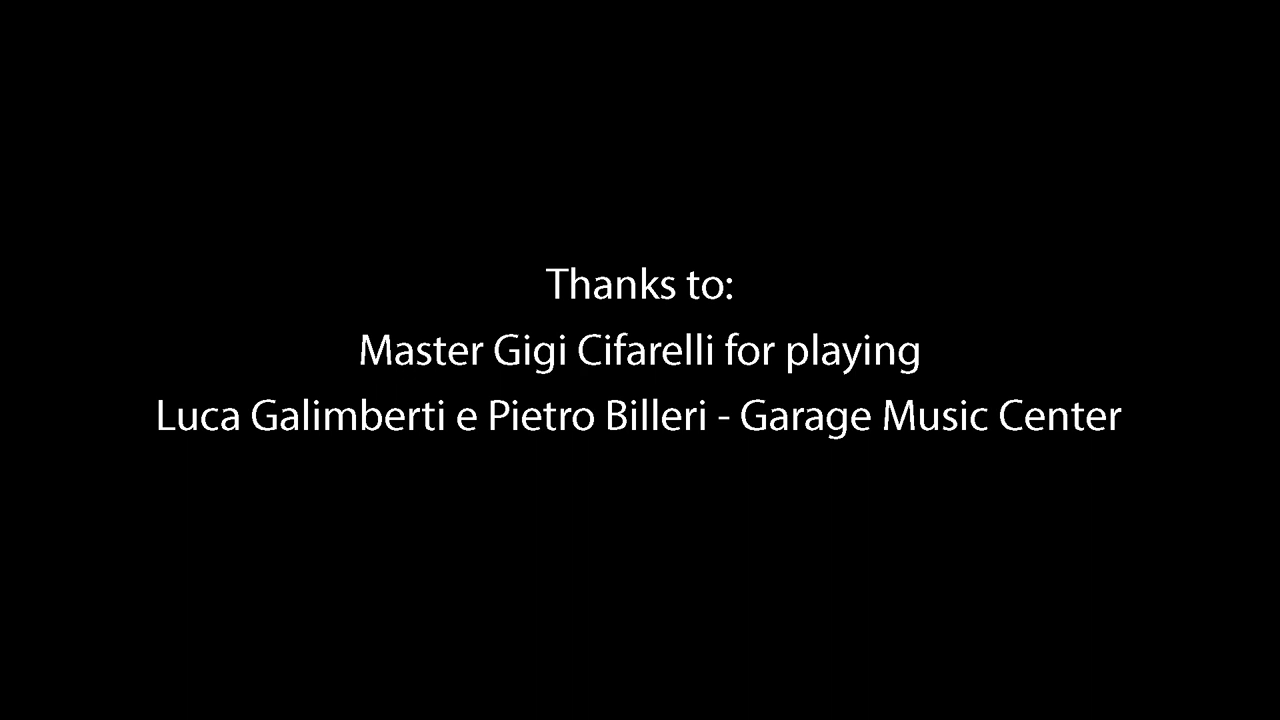 Thanks to:
Master Gigi Cifarelli for playing
Luca Galimberti e Pietro Billeri - Garage Music Center